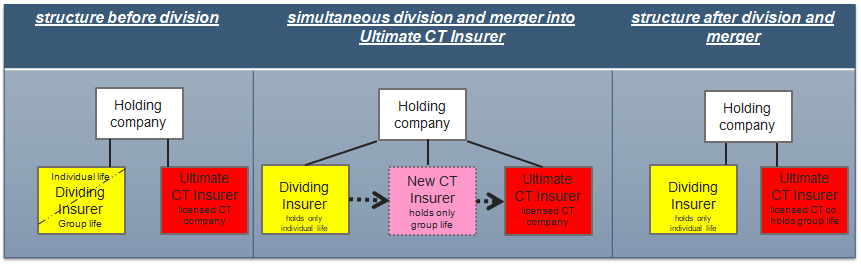 structure before division
simultaneous division and merger into
Ultimate CT Insurer
structure after division and
merger
Holding
company
Individual life
Dividing
Insurer
Group life
Ultimate
CT Insurer
licensed CT
company
Holding
company
Dividing
Insurer
holds only
individual life
New CT
Insurer
holds only
group life
Ultimate
CT Insurer
licensed CT
company
Holding
company
Dividing
Insurer
holds only
individual life
Ultimate
CT Insurer
licensed CT co.
holds group life